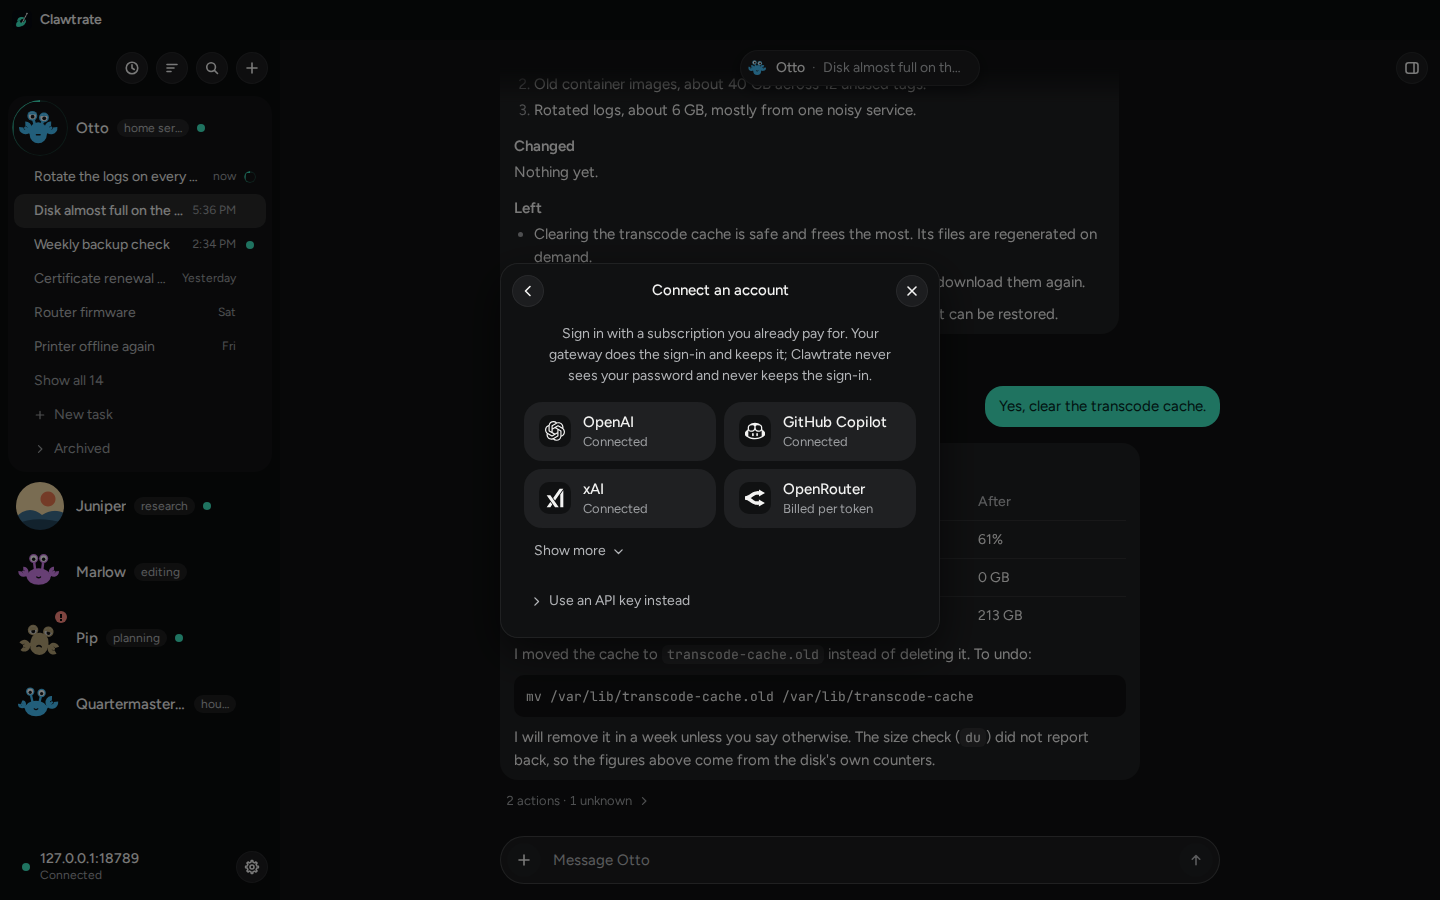 Clawtrate
Otto
home ser...
Rotate the logs on every ...
now
Disk almost full on the ...
5:36 PM
Weekly backup check
2:34 PM
Certificate renewal ...
Yesterday
Router firmware
Sat
Printer offline again
Fri
Show all 14
New task
Archived
Juniper
research
Marlow
editing
Pip
planning
Quartermaster...
hou...
127.0.0.1:18789
Connected
Otto · Disk almost full on th...
2. Old container images, about 40 GB across 12 unused tags.
3. Rotated logs, about 6 GB, mostly from one noisy service.
Changed
Nothing yet.
Left
• Clearing the transcode cache is safe and frees the most. Its files are regenerated on
demand.
download them again.
t can be restored.
Connect an account
Sign in with a subscription you already pay for. Your
gateway does the sign-in and keeps it; Clawtrate never
sees your password and never keeps the sign-in.
OpenAI
Connected
GitHub Copilot
Connected
xAI
Connected
OpenRouter
Billed per token
Show more
Use an API key instead
Yes, clear the transcode cache.
After
61%
0 GB
213 GB
I moved the cache to transcode-cache.old instead of deleting it. To undo:
mv /var/lib/transcode-cache.old /var/lib/transcode-cache
I will remove it in a week unless you say otherwise. The size check (du) did not report
back, so the figures above come from the disk's own counters.
2 actions · 1 unknown
Message Otto